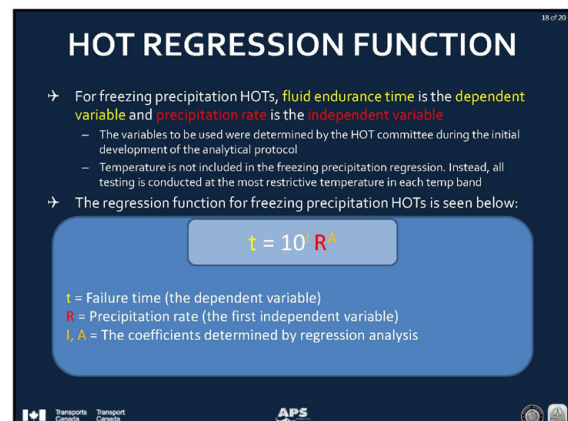 18 of 20
HOT REGRESSION FUNCTION
For freezing precipitation HOTs, fluid endurance time is the dependent
variable and precipitation rate is the independent variable
– The variables to be used were determined by the HOT committee during the initial
development of the analytical protocol
– Temperature is not included in the freezing precipitation regression. Instead, all
testing is conducted at the most restrictive temperature in each temp band
The regression function for freezing precipitation HOTs is seen below:
t = 10^I R^A
t = Failure time (the dependent variable)
R = Precipitation rate (the first independent variable)
I, A = The coefficients determined by regression analysis
Transports Transport
Canada Canada
APS